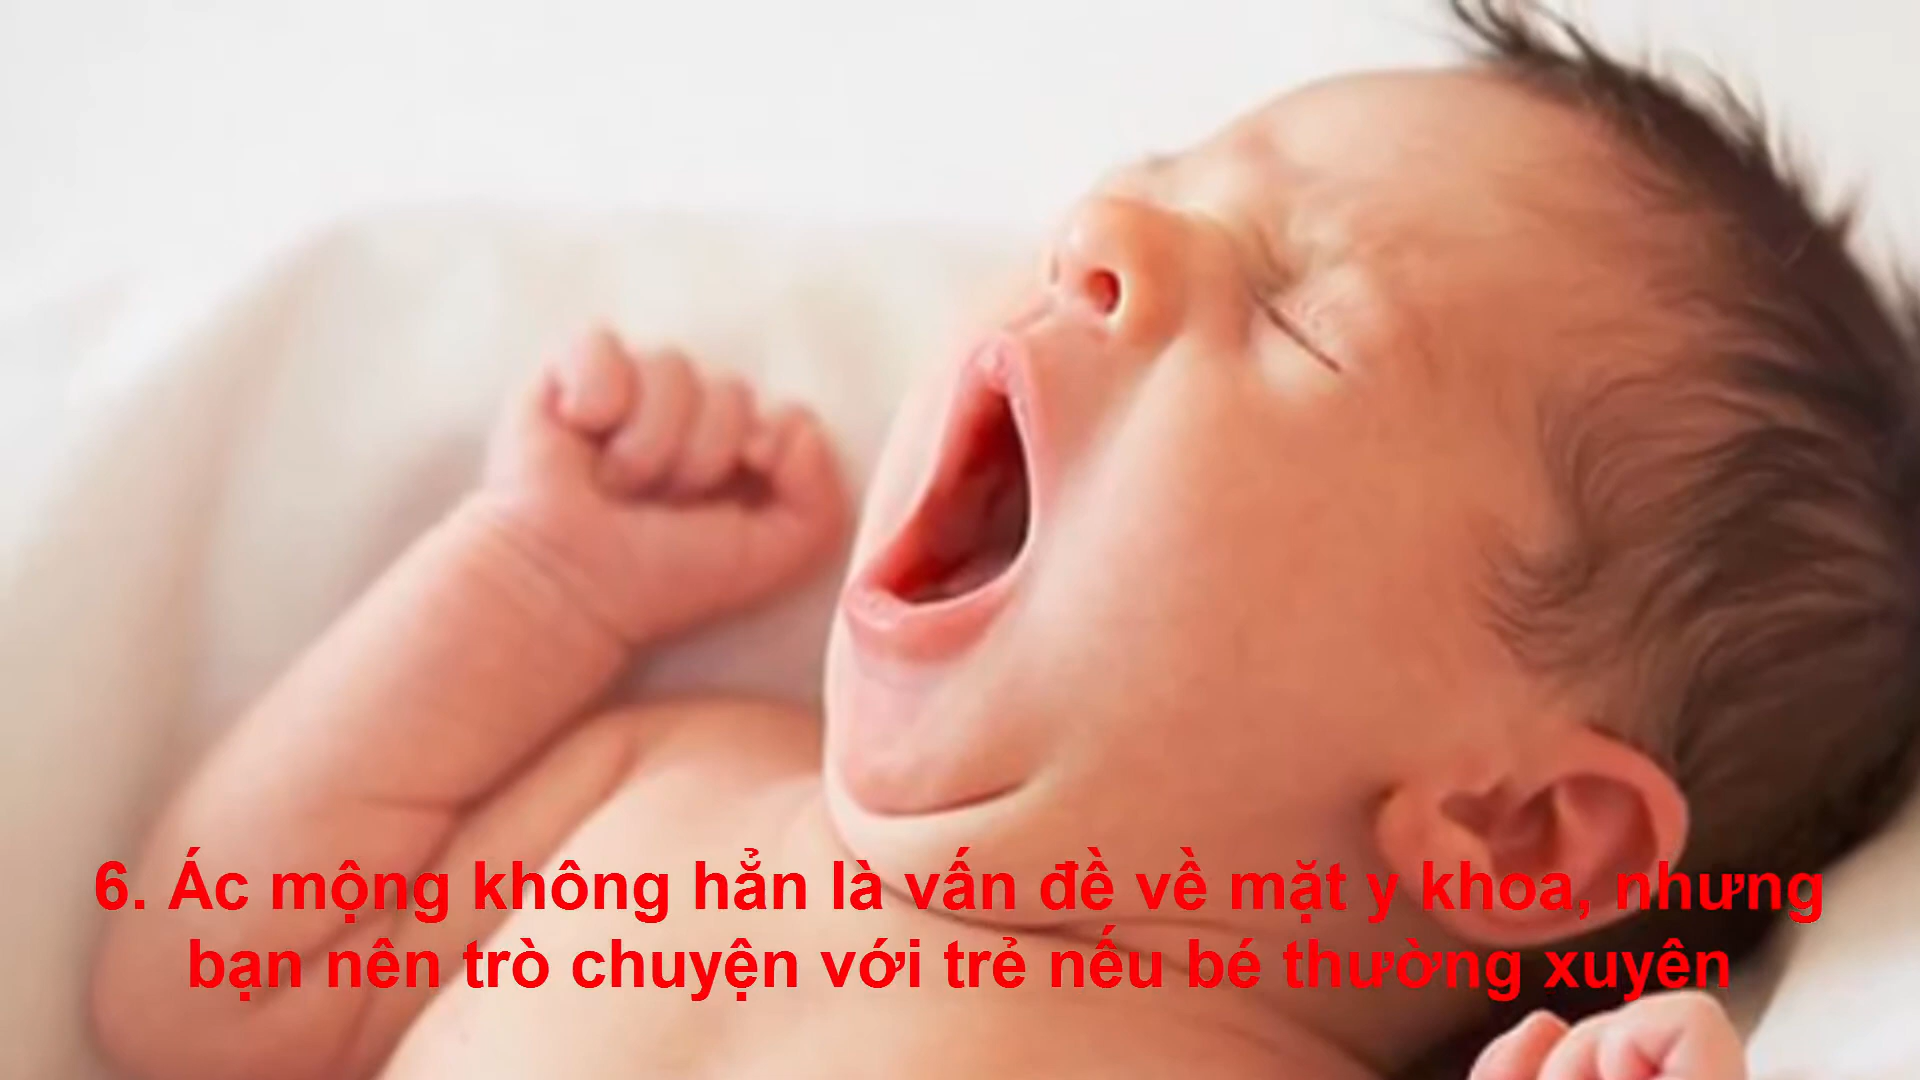 6. Ác mộng không hẳn là vấn đề về mặt y khoa, nhưng
bạn nên trò chuyện với trẻ nếu bé thường xuyên